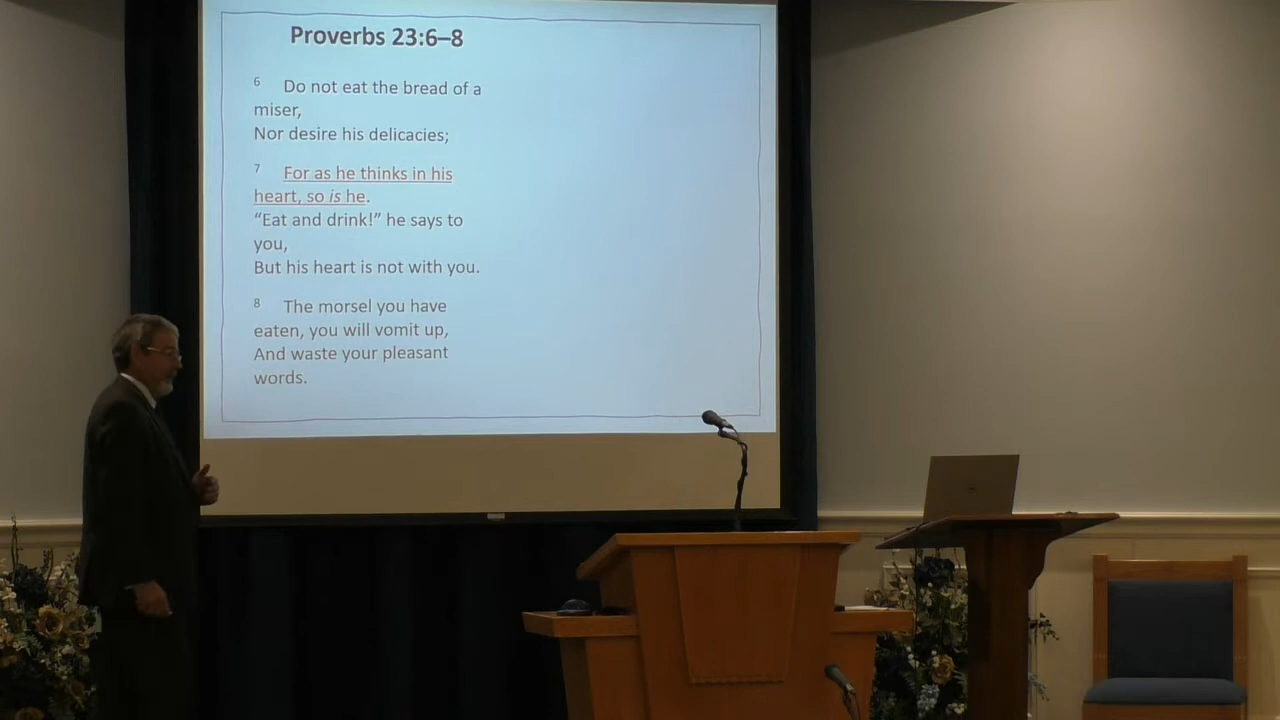 Proverbs 23:6–8
6 Do not eat the bread of a
miser,
Nor desire his delicacies;
7 For as he thinks in his
heart, so is he.
“Eat and drink!” he says to
you,
But his heart is not with you.
8 The morsel you have
eaten, you will vomit up,
And waste your pleasant
words.